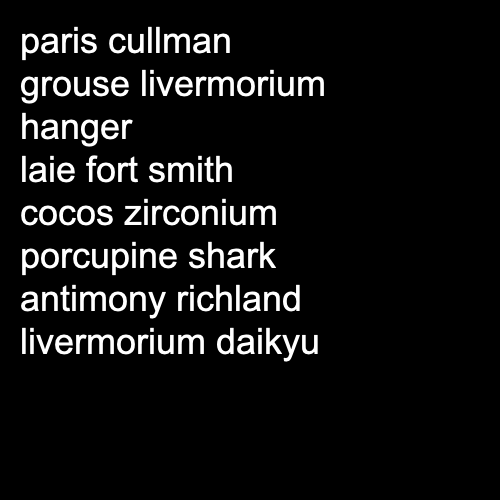 paris cullman
grouse livermorium
hanger
laie fort smith
cocos zirconium
porcupine shark
antimony richland
livermorium daikyu